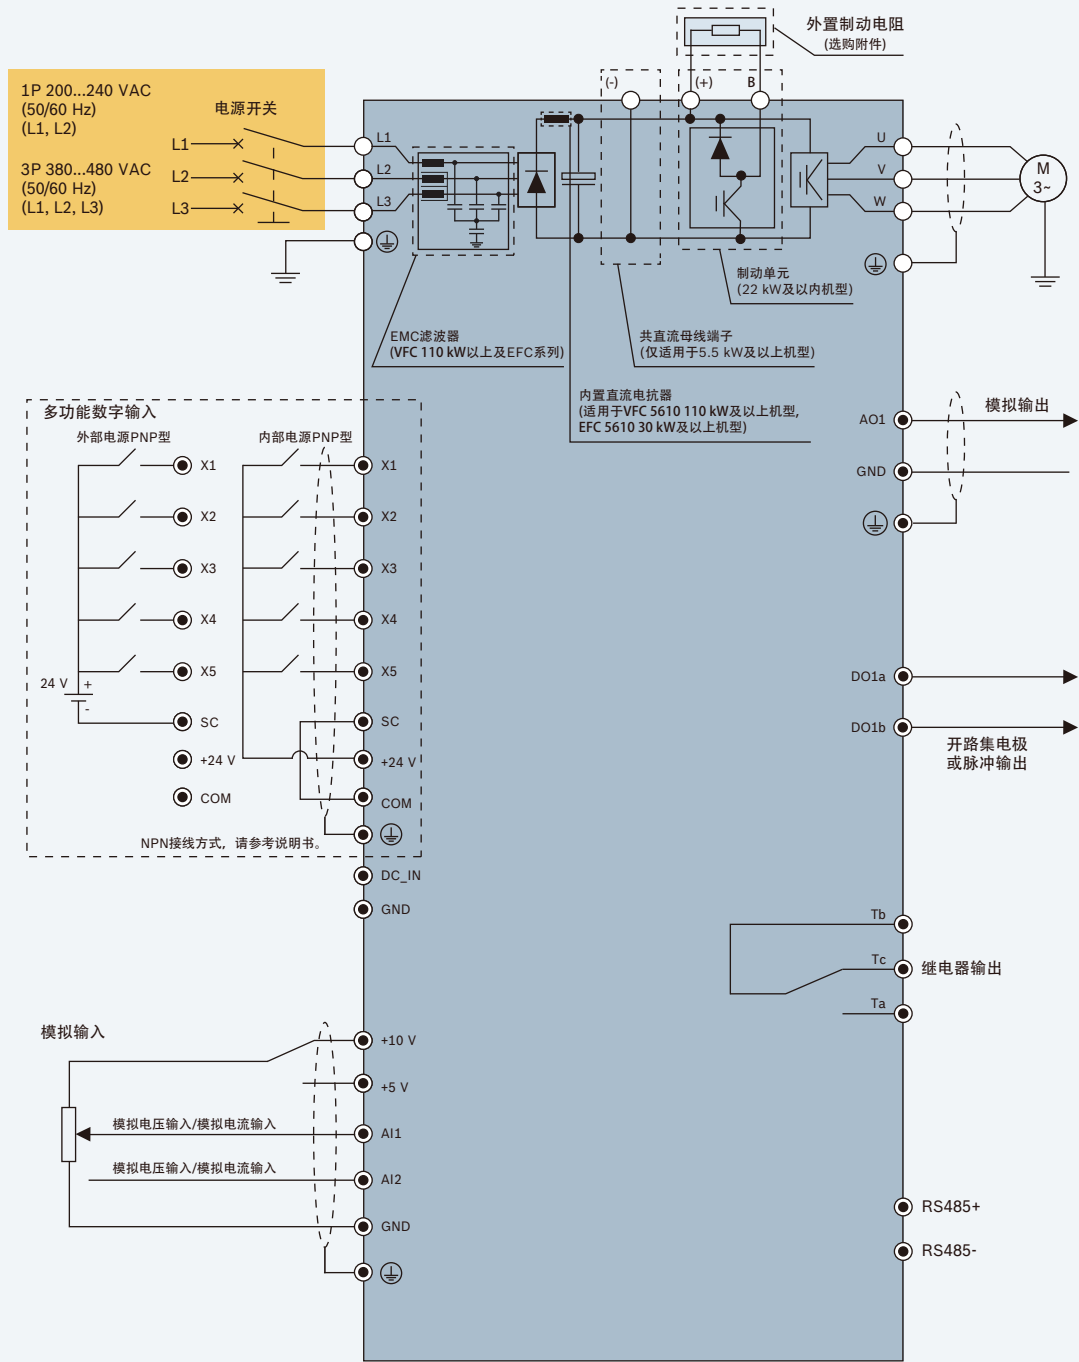 外置制动电阻
(选购附件)
(-)
(+)
B
1P 200...240 VAC
(50/60 Hz)
(L1, L2)
3P 380...480 VAC
(50/60 Hz)
(L1, L2, L3)
电源开关
L1
L2
L3
L1
L2
L3
U
V
W
M
3~
制动单元
(22 kW及以内机型)
EMC滤波器
(VFC 110 kW以上及EFC系列)
共直流母线端子
(仅适用于5.5 kW及以上机型)
内置直流电抗器
(适用于VFC 5610 110 kW及以上机型,
EFC 5610 30 kW及以上机型)
多功能数字输入
外部电源PNP型
内部电源PNP型
X1
X2
X3
X4
X5
24 V
+
-
SC
+24 V
COM
X1
X2
X3
X4
X5
SC
+24 V
COM
NPN接线方式，请参考说明书。
DC_IN
GND
模拟输入
+10 V
+5 V
模拟电压输入/模拟电流输入
AI1
模拟电压输入/模拟电流输入
AI2
GND
AO1
模拟输出
GND
DO1a
DO1b
开路集电极
或脉冲输出
Tb
Tc
继电器输出
Ta
RS485+
RS485-